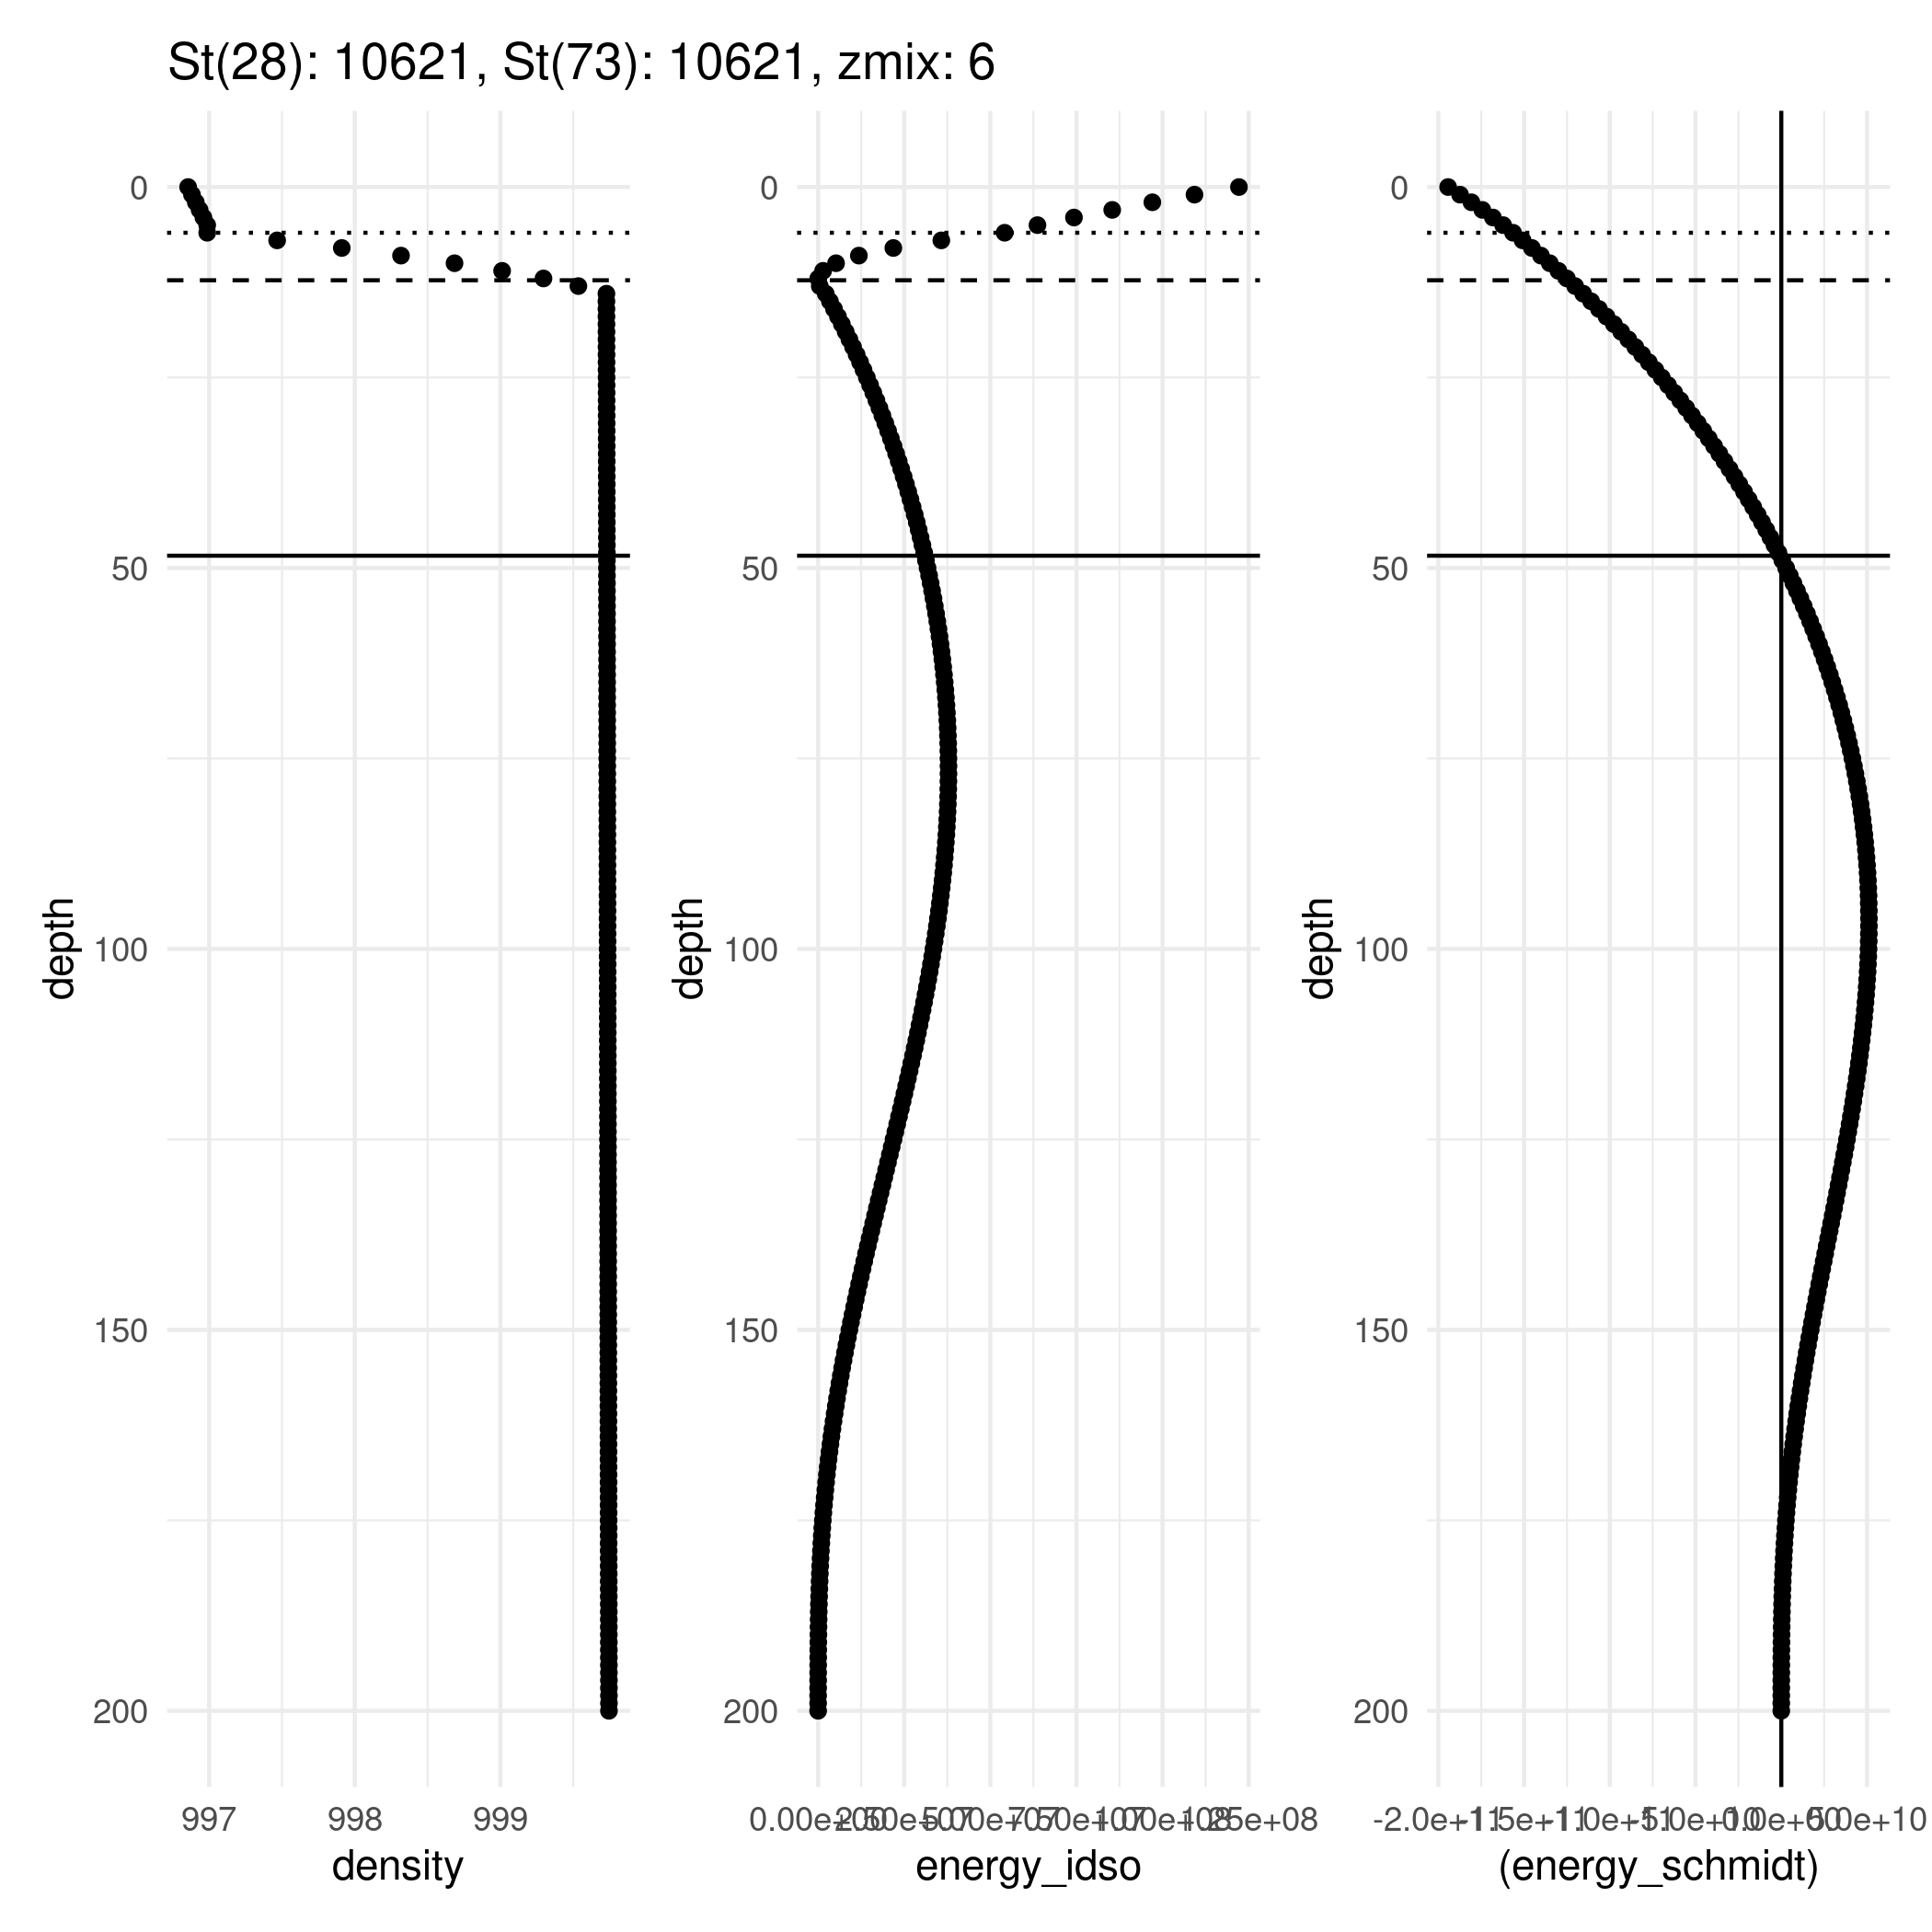 St(28): 10621, St(73): 10621, zmix: 6
depth
0
50
100
150
200
997 998 999
density
depth
0
50
100
150
200
0.00e+00 2.50e+07 5.00e+07 7.50e+07 1.00e+08 1.25e+08
energy_idso
depth
0
50
100
150
200
-2.0e+11 -1.5e+11 -1.0e+11 -5.0e+10 0.0e+00 5.0e+10
(energy_schmidt)